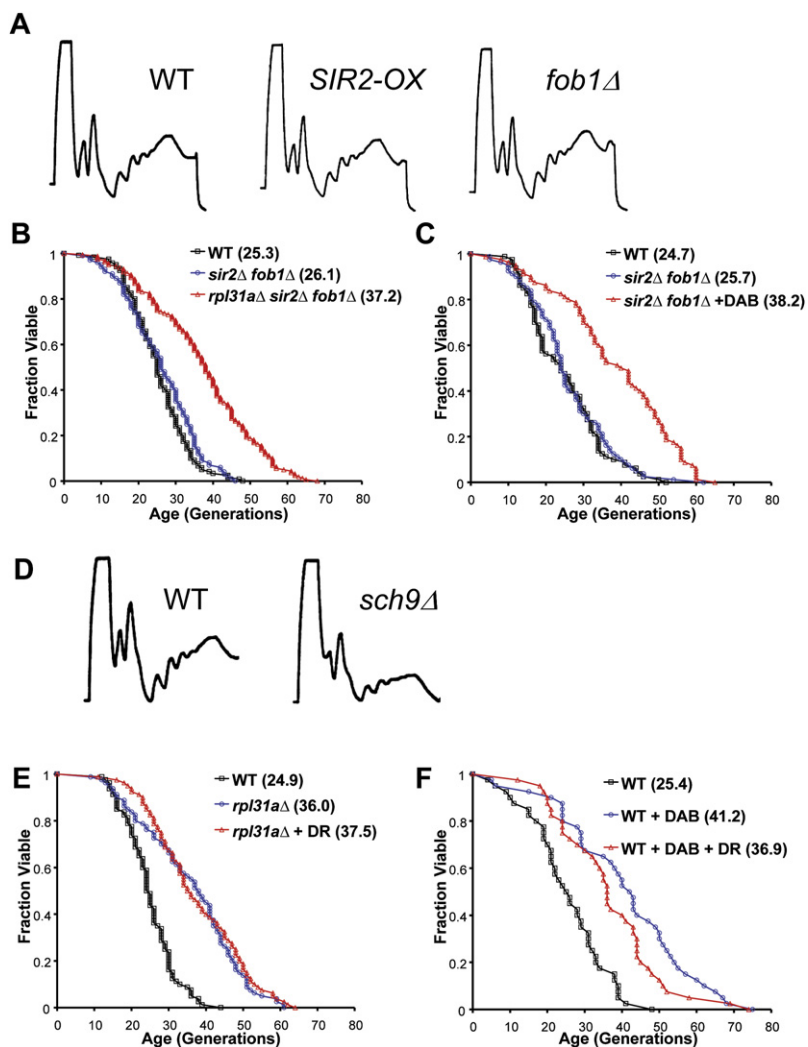 A
WT
SIR2-OX
fob1Δ
B
WT (25.3)
sir2Δ fob1Δ (26.1)
rpl31aΔ sir2Δ fob1Δ (37.2)
Fraction Viable
1
0.8
0.6
0.4
0.2
0
0 10 20 30 40 50 60 70 80
Age (Generations)
C
WT (24.7)
sir2Δ fob1Δ (25.7)
sir2Δ fob1Δ +DAB (38.2)
Fraction Viable
1
0.8
0.6
0.4
0.2
0
0 10 20 30 40 50 60 70 80
Age (Generations)
D
WT
sch9Δ
E
WT (24.9)
rpl31aΔ (36.0)
rpl31aΔ + DR (37.5)
Fraction Viable
1
0.8
0.6
0.4
0.2
0
0 10 20 30 40 50 60 70 80
Age (Generations)
F
WT (25.4)
WT + DAB (41.2)
WT + DAB + DR (36.9)
Fraction Viable
1
0.8
0.6
0.4
0.2
0
0 10 20 30 40 50 60 70 80
Age (Generations)